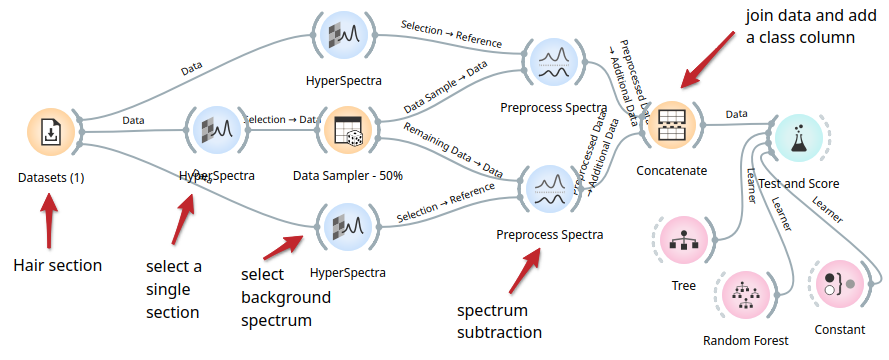 join data and add
a class column
Selection → Reference
Data
HyperSpectra
Preprocessed Data
→ Additional Data
Data Sample → Data
Preprocess Spectra
Data
Selection → Data
Data
Datasets (1)
HyperSpectra
Data
Data Sampler - 50%
Remaining Data → Data
Preprocessed Data
→ Additional Data
Concatenate
Test and Score
Selection → Reference
Preprocess Spectra
Learner
Learner
Learner
Hair section
select a
single
section
select
background
spectrum
HyperSpectra
spectrum
subtraction
Tree
Random Forest
Constant